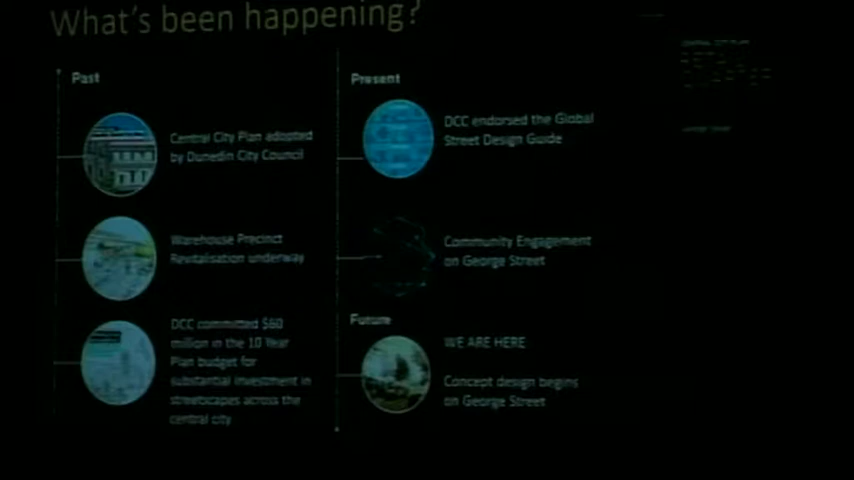 What's been happening?
Past
Central City Plan adopted
by Dunedin City Council
Warehouse Precinct
Revitalisation underway
DCC committed $60
million in the 10 Year
Plan budget for
substantial investment in
streetscapes across the
central city
Present
DCC endorsed the Global
Street Design Guide
Community Engagement
on George Street
Future
WE ARE HERE
Concept design begins
on George Street